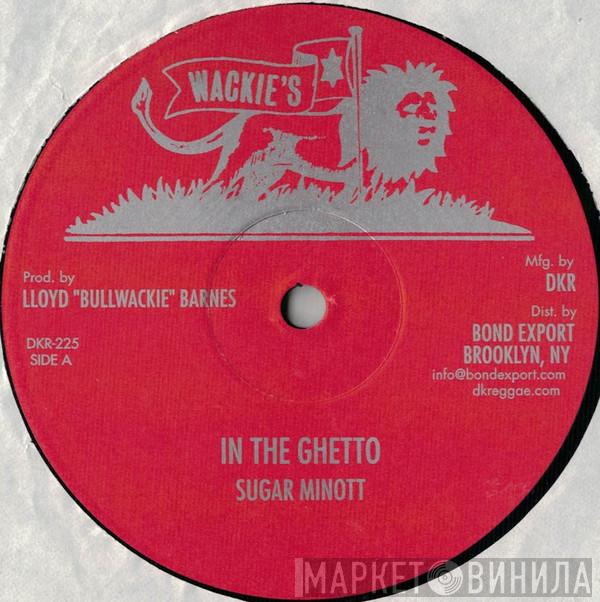 WACKIE'S
Prod. by
LLOYD "BULLWACKIE" BARNES
DKR-225
SIDE A
Mfg. by
DKR
Dist. by
BOND EXPORT
BROOKLYN, NY
info@bondexport.com
dkreggae.com
IN THE GHETTO
SUGAR MINOTT
МАРКЕТ ВИНИЛА